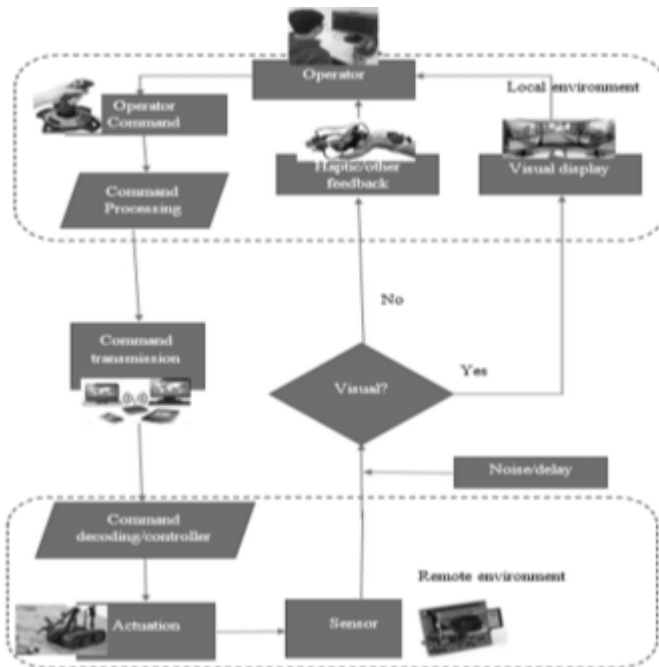 Operator
Local environment
Operator
Command
Haptic/other
feedback
Visual display
Command
Processing
No
Command
transmission
Visual?
Yes
Noise/delay
Command
decoding/controller
Remote environment
Actuation
Sensor